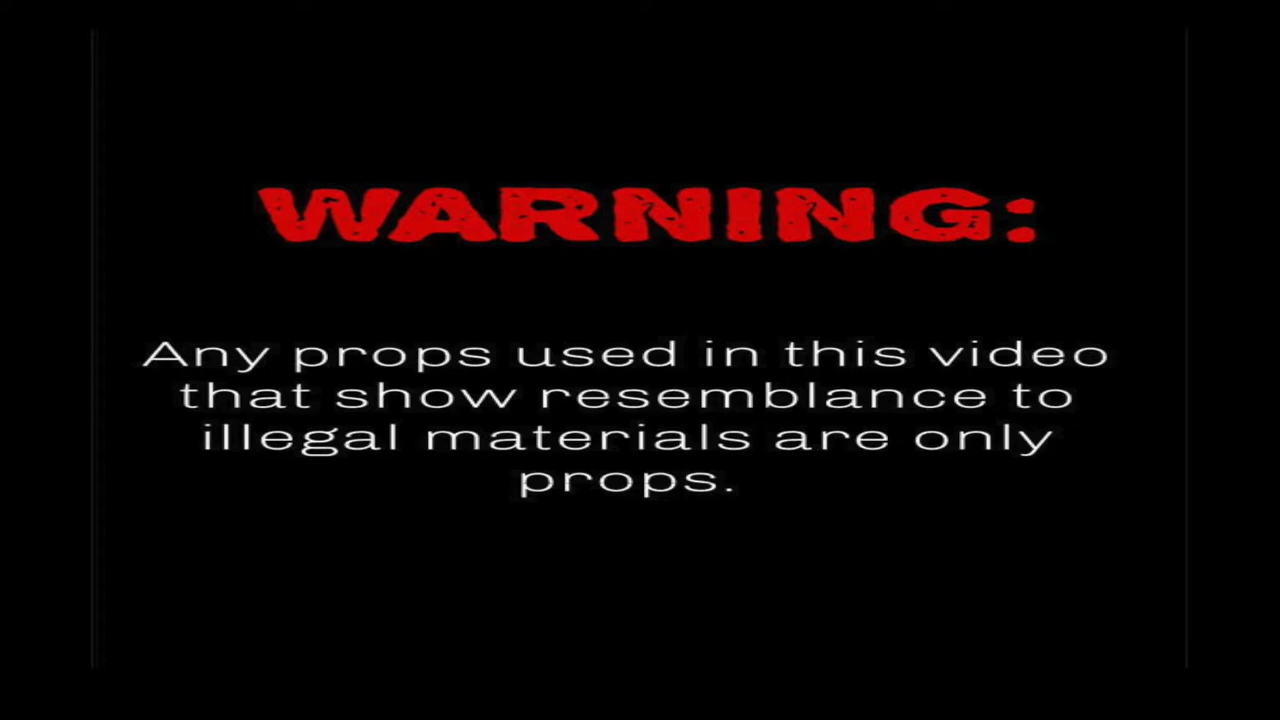 WARNING:
Any props used in this video
that show resemblance to
illegal materials are only
props.